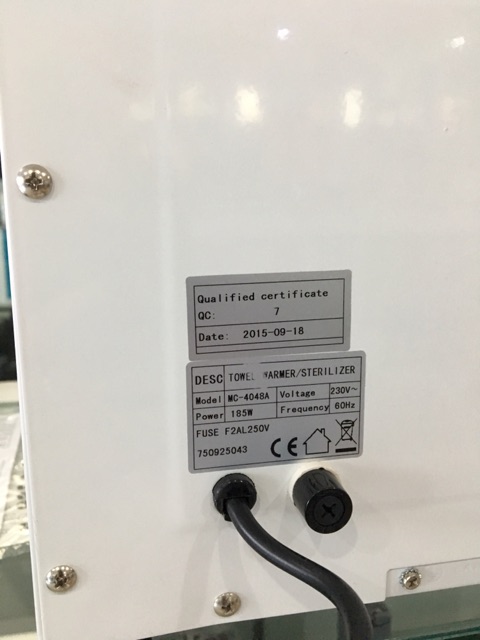 Qualified certificate
QC: 7
Date: 2015-09-18
DESC TOWEL WARMER/STERILIZER
Model MC-4048A Voltage 230V~
Power 185W Frequency 60Hz
FUSE F2AL250V
750925043 CE